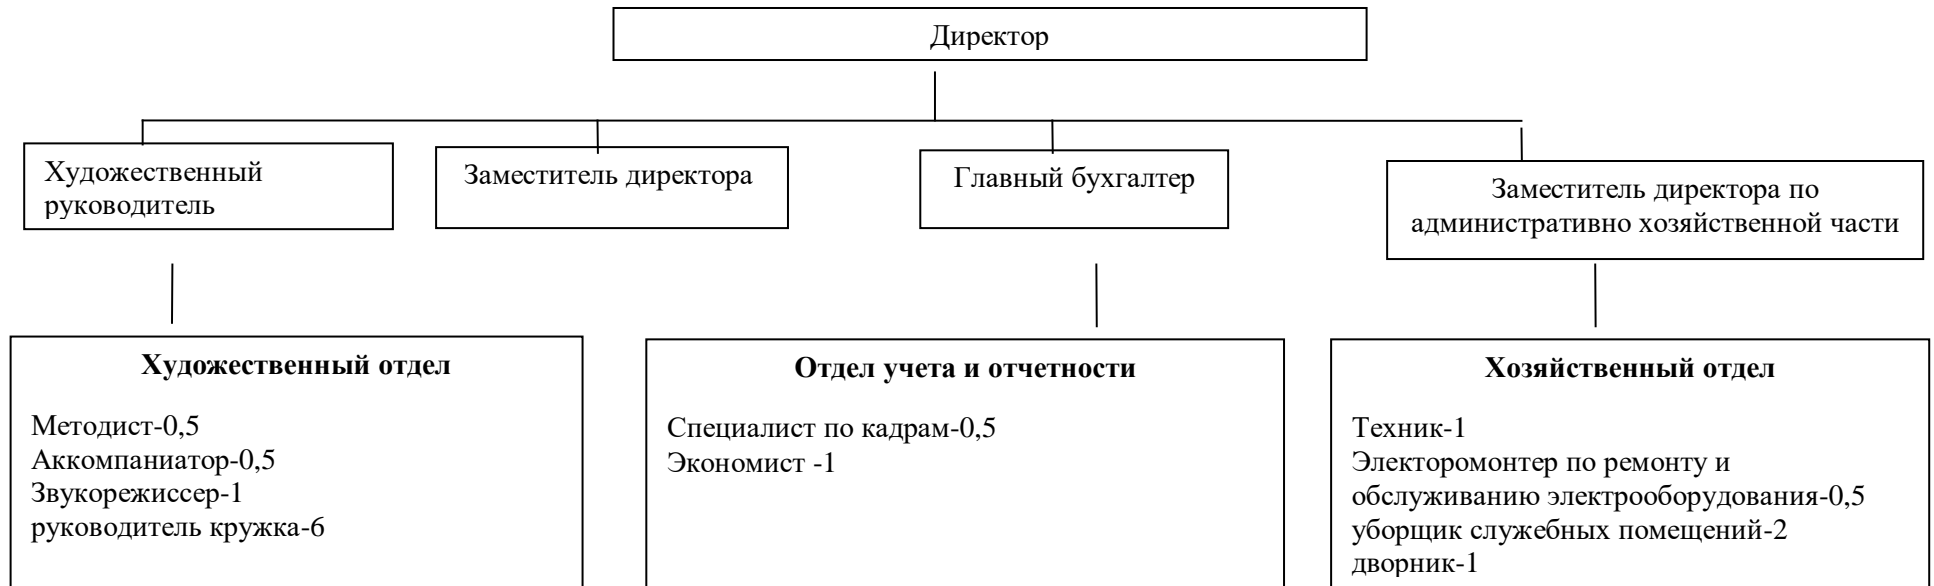 Директор
Художественный
руководитель
Заместитель директора
Главный бухгалтер
Заместитель директора по
административно хозяйственной части
Художественный отдел
Методист-0,5
Аккомпаниатор-0,5
Звукорежиссер-1
руководитель кружка-6
Отдел учета и отчетности
Специалист по кадрам-0,5
Экономист -1
Хозяйственный отдел
Техник-1
Электоромонтер по ремонту и
обслуживанию электрооборудования-0,5
уборщик служебных помещений-2
дворник-1